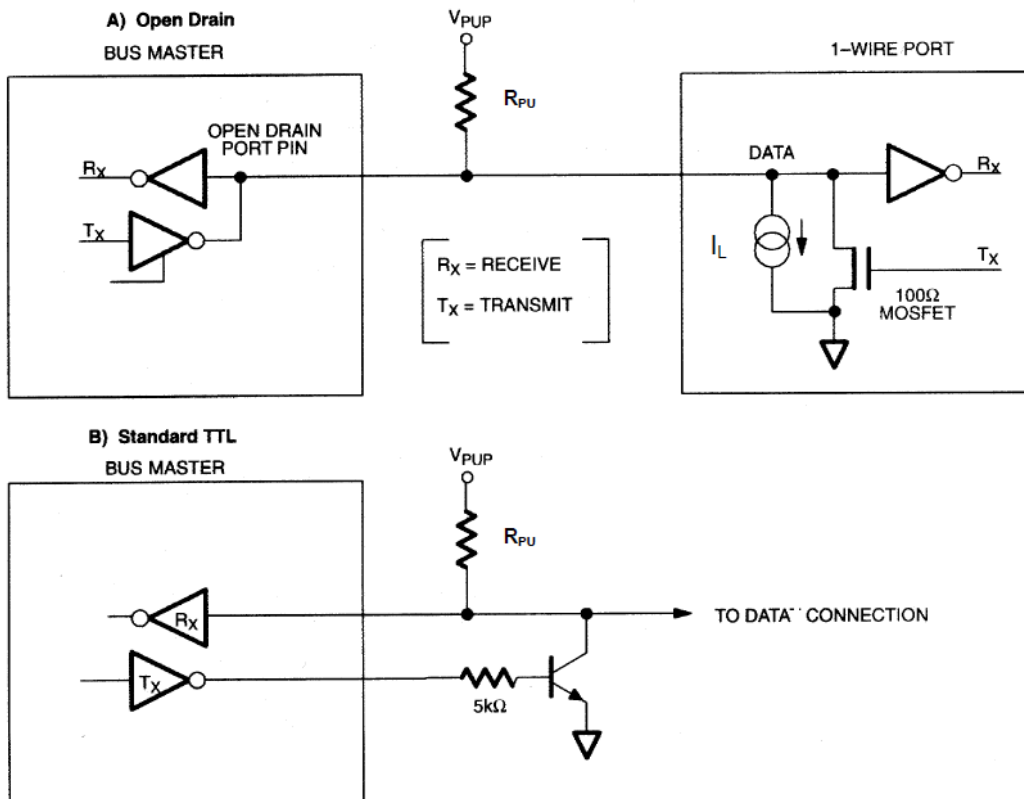 A) Open Drain
BUS MASTER
VPUP
RPU
1–WIRE PORT
OPEN DRAIN
PORT PIN
RX
TX
DATA
RX
IL
TX
100Ω
MOSFET
RX = RECEIVE
TX = TRANSMIT
B) Standard TTL
BUS MASTER
VPUP
RPU
RX
TX
5kΩ
TO DATA CONNECTION